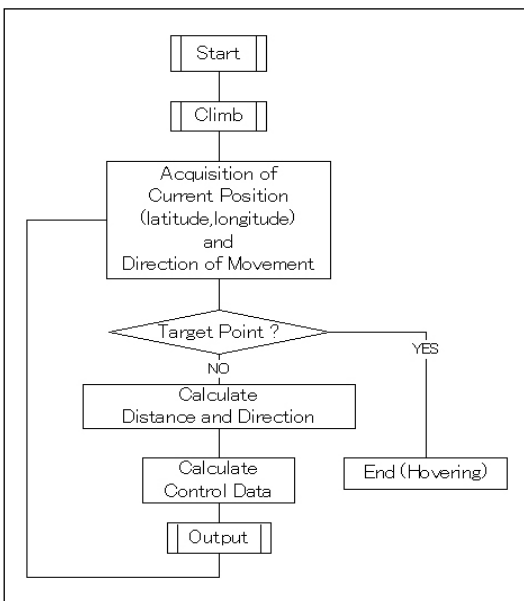 Start
Climb
Acquisition of
Current Position
(latitude,longitude)
and
Direction of Movement
Target Point ?
YES
NO
Calculate
Distance and Direction
Calculate
Control Data
End (Hovering)
Output